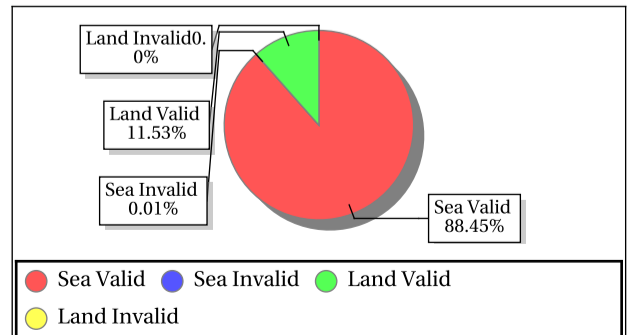 Land Invalid0.
0%
Land Valid
11.53%
Sea Invalid
0.01%
Sea Valid
88.45%
Sea Valid Sea Invalid Land Valid
Land Invalid